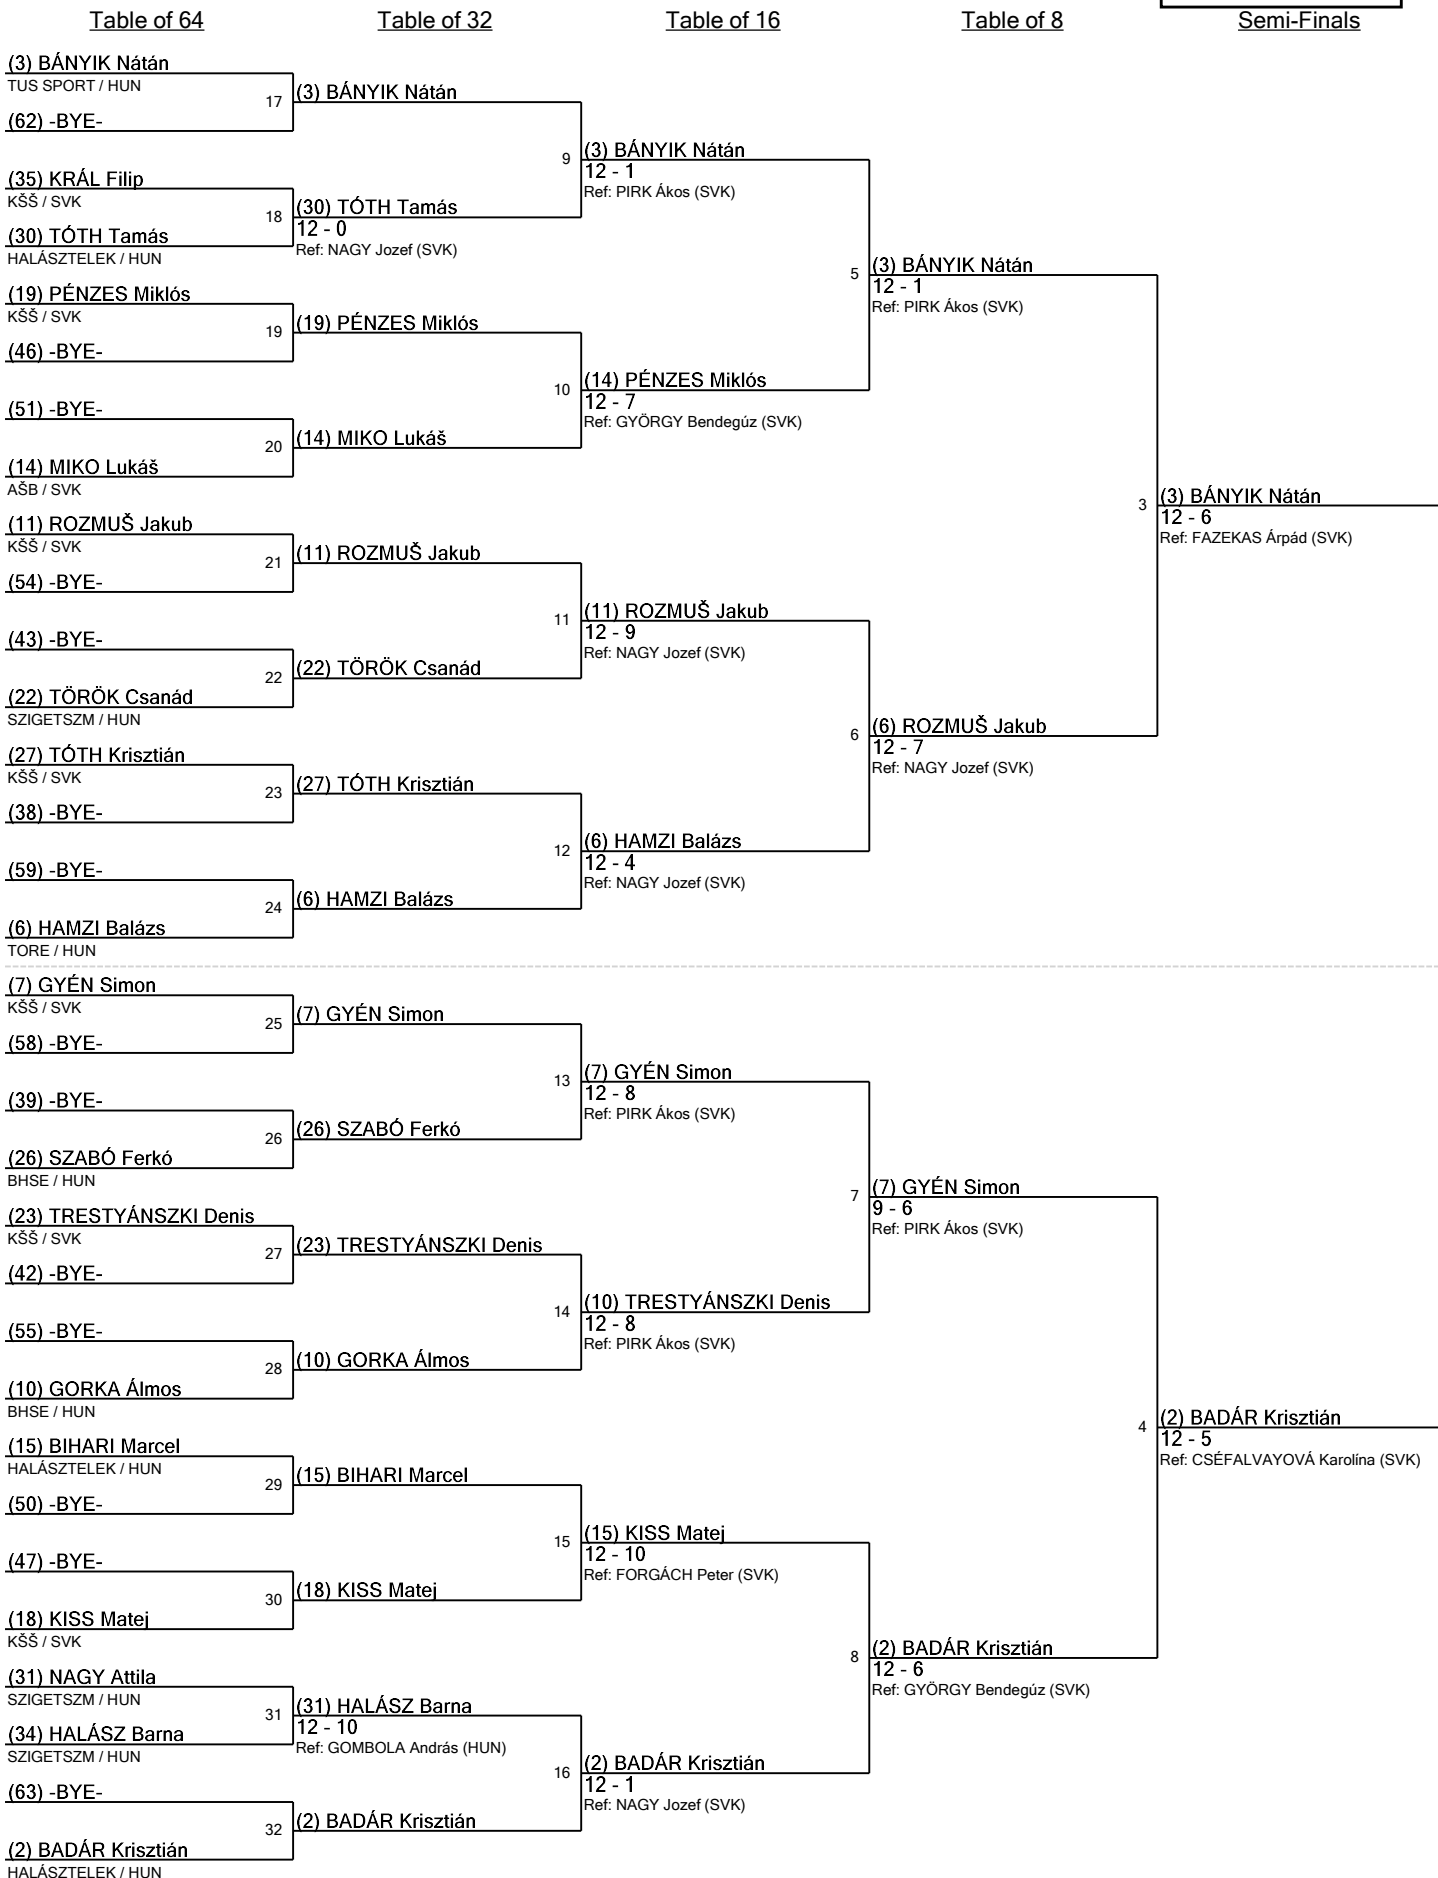 Table of 64
Table of 32
Table of 16
Table of 8
Semi-Finals
(3) BÁNYIK Nátán
TUS SPORT / HUN
17
(3) BÁNYIK Nátán
(62) -BYE-
9
(3) BÁNYIK Nátán
12 - 1
Ref: PIRK Ákos (SVK)
(35) KRÁL Filip
KŠŠ / SVK
18
(30) TÓTH Tamás
12 - 0
Ref: NAGY Jozef (SVK)
(30) TÓTH Tamás
HALÁSZTELEK / HUN
5
(3) BÁNYIK Nátán
12 - 1
Ref: PIRK Ákos (SVK)
(19) PÉNZES Miklós
KŠŠ / SVK
19
(19) PÉNZES Miklós
(46) -BYE-
10
(14) PÉNZES Miklós
12 - 7
Ref: GYÖRGY Bendegúz (SVK)
(51) -BYE-
20
(14) MIKO Lukáš
(14) MIKO Lukáš
AŠB / SVK
3
(3) BÁNYIK Nátán
12 - 6
Ref: FAZEKAS Árpád (SVK)
(11) ROZMUŠ Jakub
KŠŠ / SVK
21
(11) ROZMUŠ Jakub
(54) -BYE-
11
(11) ROZMUŠ Jakub
12 - 9
Ref: NAGY Jozef (SVK)
(43) -BYE-
22
(22) TÖRÖK Csanád
(22) TÖRÖK Csanád
SZIGETSZM / HUN
6
(6) ROZMUŠ Jakub
12 - 7
Ref: NAGY Jozef (SVK)
(27) TÓTH Krisztián
KŠŠ / SVK
23
(27) TÓTH Krisztián
(38) -BYE-
12
(6) HAMZI Balázs
12 - 4
Ref: NAGY Jozef (SVK)
(59) -BYE-
24
(6) HAMZI Balázs
(6) HAMZI Balázs
TORE / HUN
(7) GYÉN Simon
KŠŠ / SVK
25
(7) GYÉN Simon
(58) -BYE-
13
(7) GYÉN Simon
12 - 8
Ref: PIRK Ákos (SVK)
(39) -BYE-
26
(26) SZABÓ Ferkó
(26) SZABÓ Ferkó
BHSE / HUN
7
(7) GYÉN Simon
9 - 6
Ref: PIRK Ákos (SVK)
(23) TRESTYÁNSZKI Denis
KŠŠ / SVK
27
(23) TRESTYÁNSZKI Denis
(42) -BYE-
14
(10) TRESTYÁNSZKI Denis
12 - 8
Ref: PIRK Ákos (SVK)
(55) -BYE-
28
(10) GORKA Álmos
(10) GORKA Álmos
BHSE / HUN
4
(2) BADÁR Krisztián
12 - 5
Ref: CSÉFALVAYOVÁ Karolína (SVK)
(15) BIHARI Marcel
HALÁSZTELEK / HUN
29
(15) BIHARI Marcel
(50) -BYE-
15
(15) KISS Matej
12 - 10
Ref: FORGÁCH Peter (SVK)
(47) -BYE-
30
(18) KISS Matej
(18) KISS Matej
KŠŠ / SVK
8
(2) BADÁR Krisztián
12 - 6
Ref: GYÖRGY Bendegúz (SVK)
(31) NAGY Attila
SZIGETSZM / HUN
31
(31) HALÁSZ Barna
12 - 10
Ref: GOMBOLA András (HUN)
(34) HALÁSZ Barna
SZIGETSZM / HUN
16
(2) BADÁR Krisztián
12 - 1
Ref: NAGY Jozef (SVK)
(63) -BYE-
32
(2) BADÁR Krisztián
(2) BADÁR Krisztián
HALÁSZTELEK / HUN